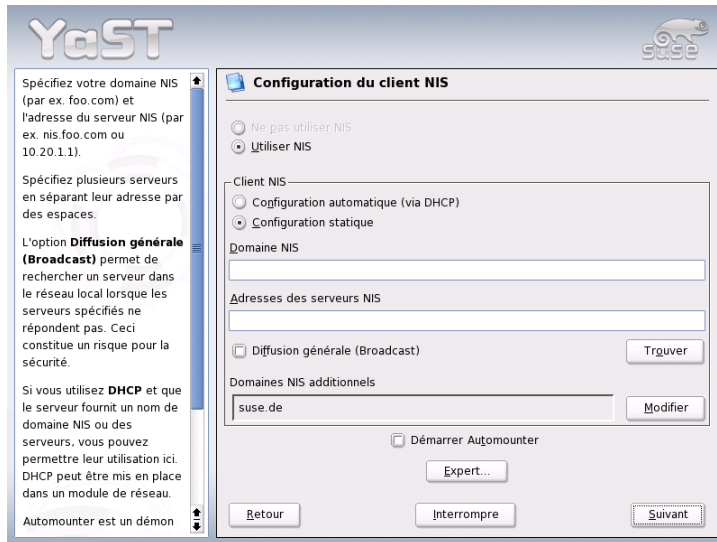 YaST
SUSE
Spécifiez votre domaine NIS
(par ex. foo.com) et
l'adresse du serveur NIS (par
ex. nis.foo.com ou
10.20.1.1).
Spécifiez plusieurs serveurs
en séparant leur adresse par
des espaces.
L'option Diffusion générale
(Broadcast) permet de
rechercher un serveur dans
le réseau local lorsque les
serveurs spécifiés ne
répondent pas. Ceci
constitue un risque pour la
sécurité.
Si vous utilisez DHCP et que
le serveur fournit un nom de
domaine NIS ou des
serveurs, vous pouvez
permettre leur utilisation ici.
DHCP peut être mis en place
dans un module de réseau.
Automounter est un démon
Configuration du client NIS
Ne pas utiliser NIS
Utiliser NIS
Client NIS
Configuration automatique (via DHCP)
Configuration statique
Domaine NIS
Adresses des serveurs NIS
Diffusion générale (Broadcast)
Trouver
Domaines NIS additionnels
suse.de
Modifier
Démarrer Automounter
Expert...
Retour
Interrompre
Suivant